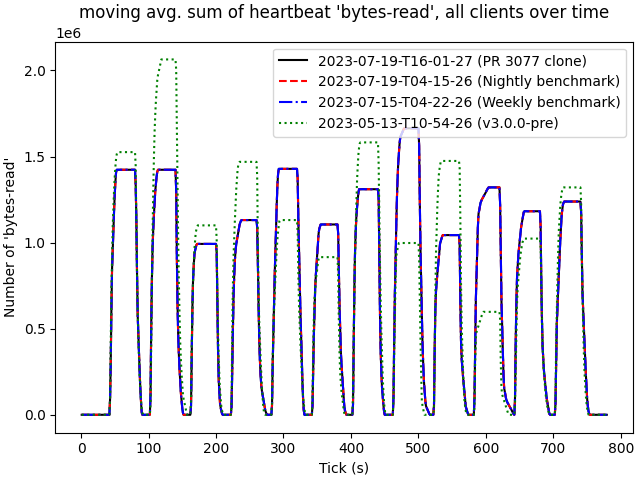 moving avg. sum of heartbeat 'bytes-read', all clients over time
1e6
2023-07-19-T16-01-27 (PR 3077 clone)
2023-07-19-T04-15-26 (Nightly benchmark)
2023-07-15-T04-22-26 (Weekly benchmark)
2023-05-13-T10-54-26 (v3.0.0-pre)
2.0
1.5
1.0
0.5
0.0
Number of 'bytes-read'
0 100 200 300 400 500 600 700 800
Tick (s)